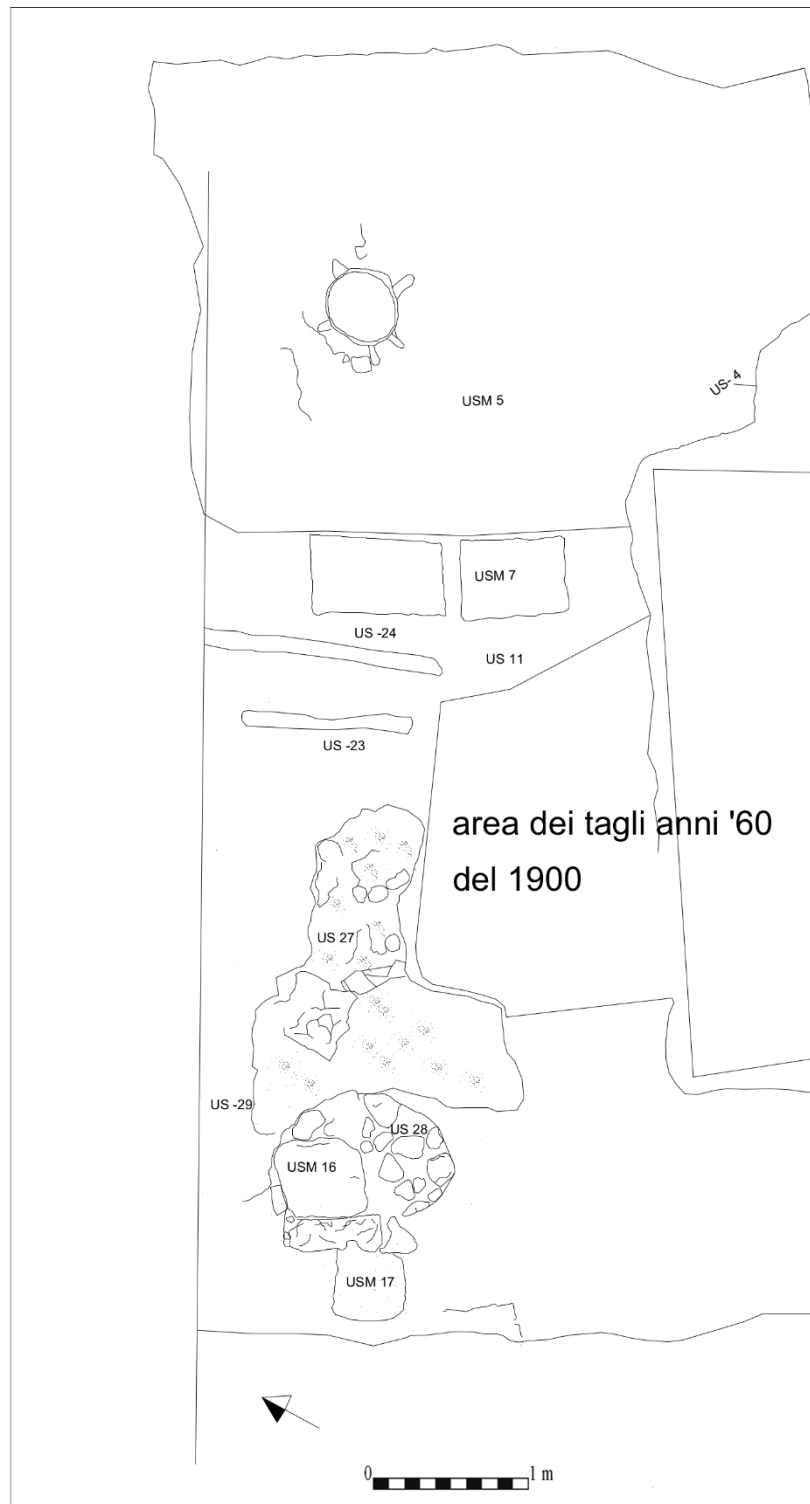 US- 4
USM 5
USM 7
US -24
US 11
US -23
area dei tagli anni '60
del 1900
US 27
US -29
US 28
USM 16
USM 17
0 1 m